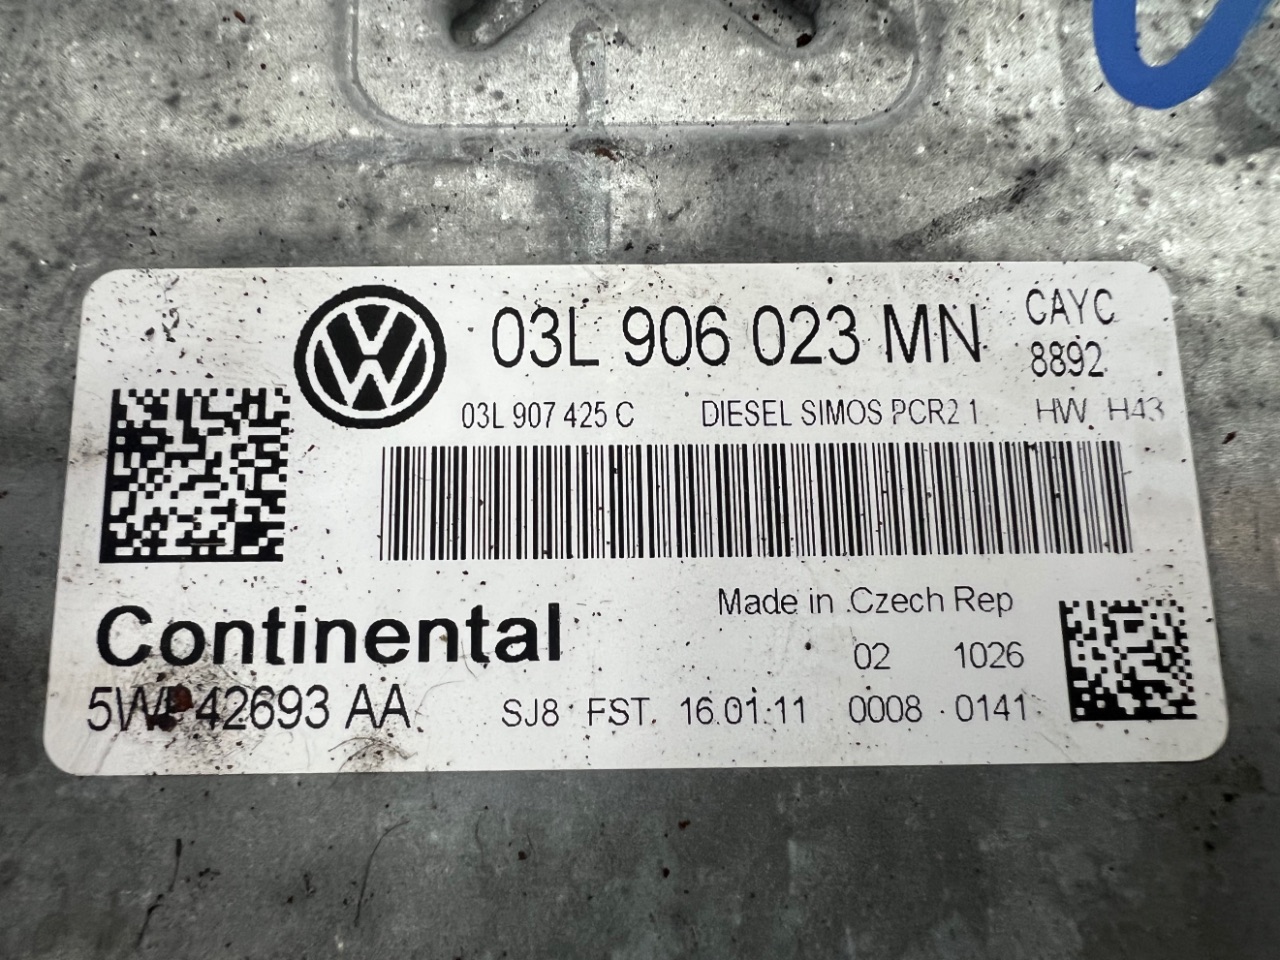 03L 906 023 MN
CAYC
8892
03L 907 425 C DIESEL SIMOS PCR2 1 HW H43
Continental
Made in Czech Rep
02 1026
42693 AA SJ8 FST. 16.01.11 0008 0141